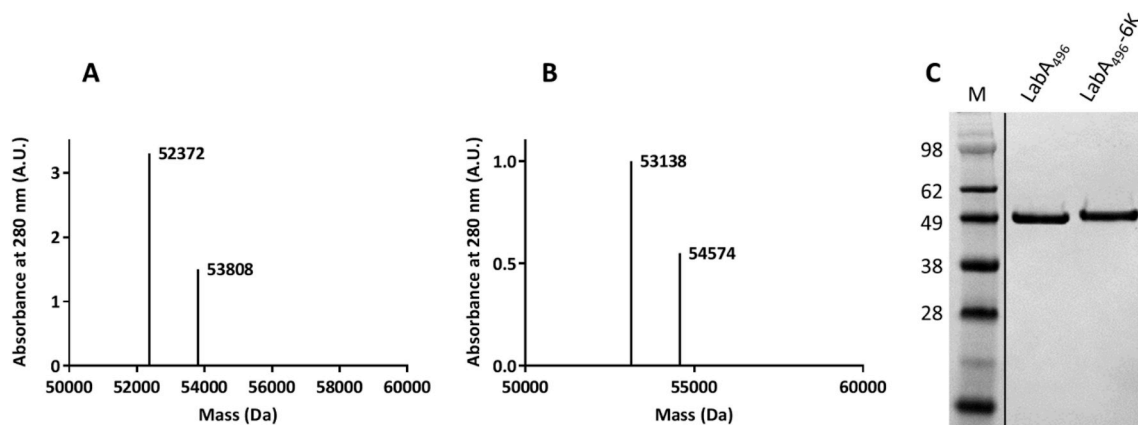 A
Absorbance at 280 nm (A.U.)
3
2
1
0
52372
53808
50000 52000 54000 56000 58000 60000
Mass (Da)
B
Absorbance at 280 nm (A.U.)
1.0
0.5
0.0
53138
54574
50000 55000 60000
Mass (Da)
C
M LabA496 LabA496-6K
98
62
49
38
28